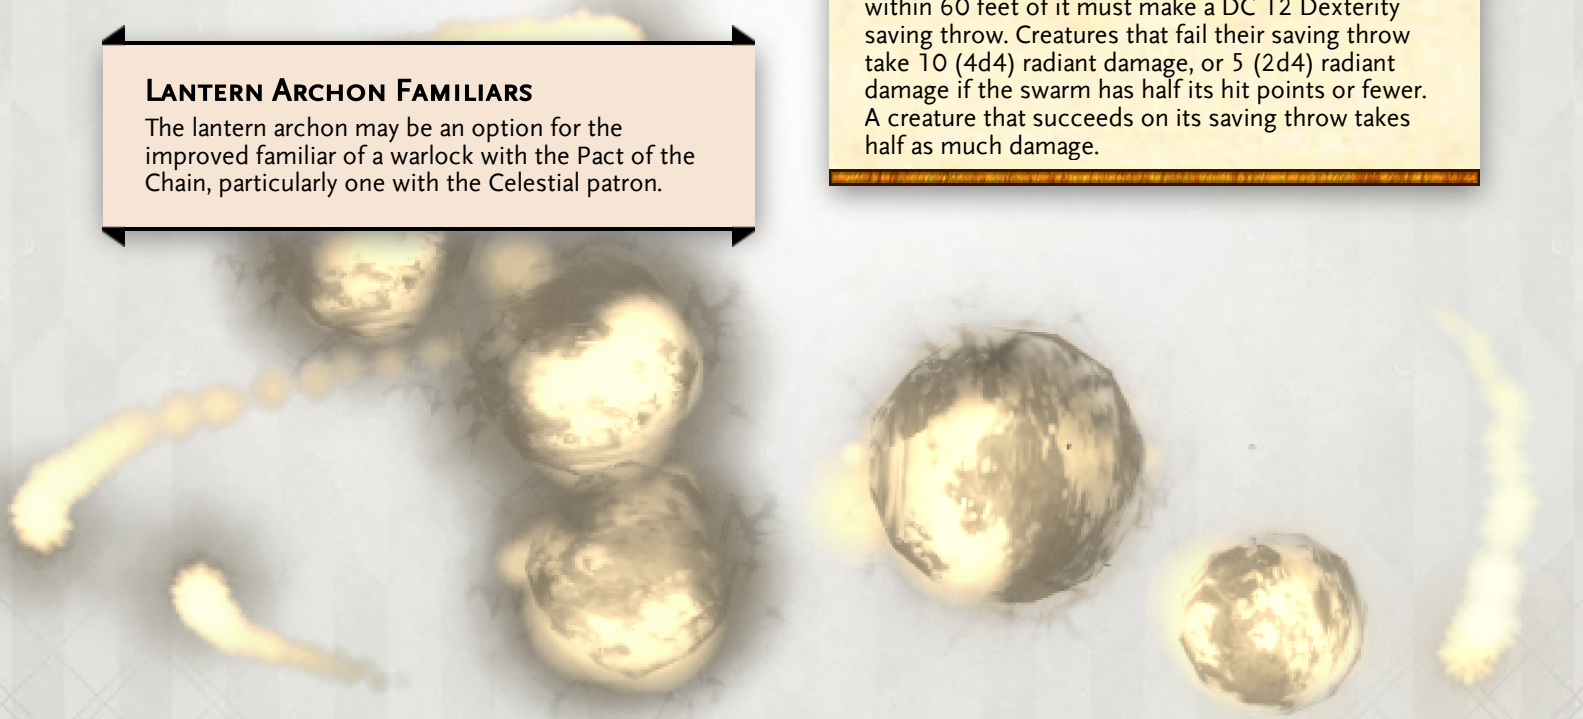 LANTERN ARCHON FAMILIARS
The lantern archon may be an option for the
improved familiar of a warlock with the Pact of the
Chain, particularly one with the Celestial patron.
within 60 feet of it must make a DC 12 Dexterity
saving throw. Creatures that fail their saving throw
take 10 (4d4) radiant damage, or 5 (2d4) radiant
damage if the swarm has half its hit points or fewer.
A creature that succeeds on its saving throw takes
half as much damage.